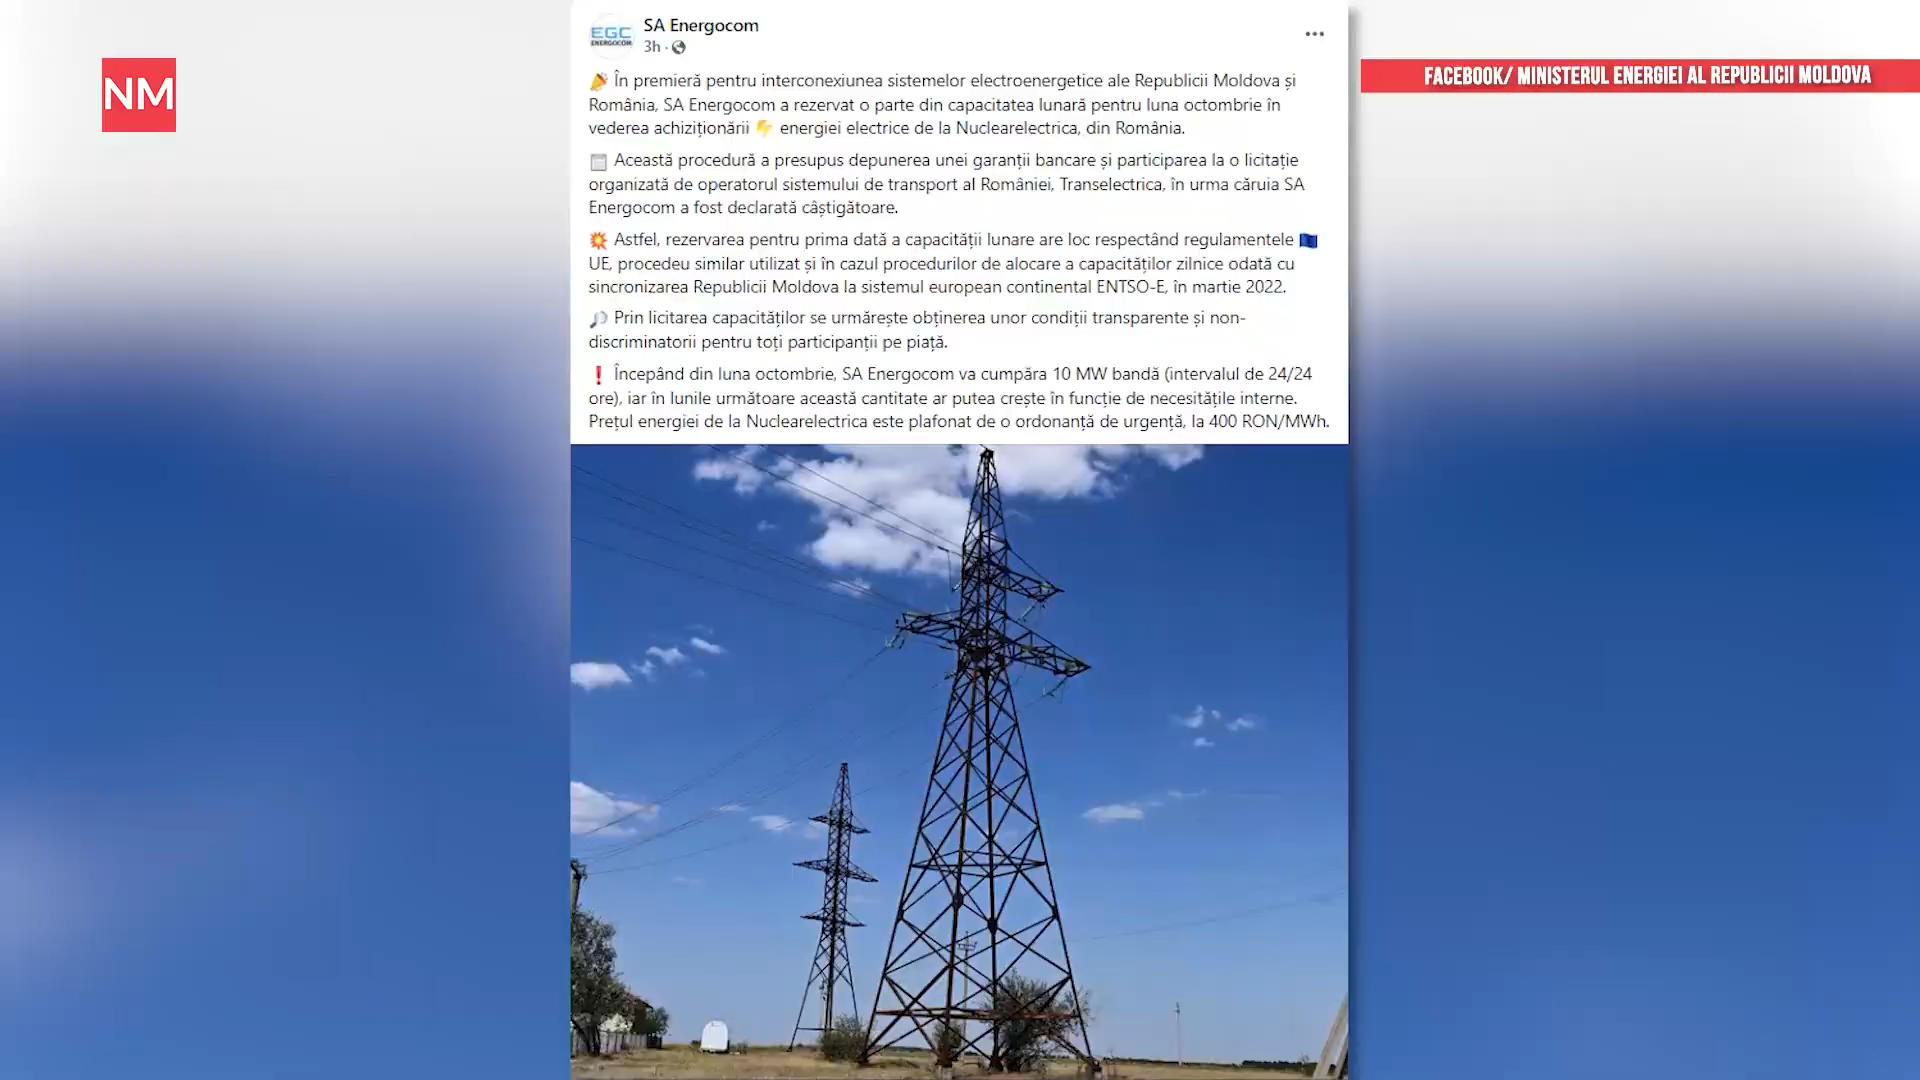 NM
FACEBOOK/ MINISTERUL ENERGIEI AL REPUBLICII MOLDOVA
EGC
ENERGOCOM
SA Energocom
3h ·
În premieră pentru interconexiunea sistemelor electroenergetice ale Republicii Moldova și
România, SA Energocom a rezervat o parte din capacitatea lunară pentru luna octombrie în
vederea achiziționării ⚡ energiei electrice de la Nuclearelectrica, din România.
Această procedură a presupus depunerea unei garanții bancare și participarea la o licitație
organizată de operatorul sistemului de transport al României, Transelectrica, în urma căruia SA
Energocom a fost declarată câștigătoare.
💥 Astfel, rezervarea pentru prima dată a capacității lunare are loc respectând regulamentele 🇪🇺
UE, procedeu similar utilizat și în cazul procedurilor de alocare a capacităților zilnice odată cu
sincronizarea Republicii Moldova la sistemul european continental ENTSO-E, în martie 2022.
🔎 Prin licitarea capacităților se urmărește obținerea unor condiții transparente și non-
discriminatorii pentru toți participanții pe piață.
❗ Începând din luna octombrie, SA Energocom va cumpăra 10 MW bandă (intervalul de 24/24
ore), iar în lunile următoare această cantitate ar putea crește în funcție de necesitățile interne.
Prețul energiei de la Nuclearelectrica este plafonat de o ordonanță de urgență, la 400 RON/MWh.